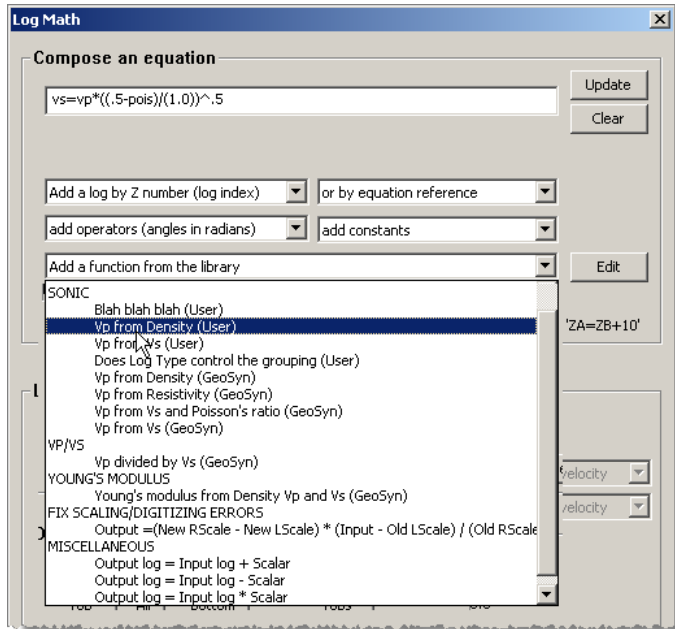 Log Math
Compose an equation
vs=vp*((.5-pois)/(1.0))^.5
Update
Clear
Add a log by Z number (log index)
or by equation reference
add operators (angles in radians)
add constants
Add a function from the library
Edit
SONIC
Blah blah blah (User)
Vp from Density (User)
'ZA=ZB+10'
Vp from Vs (User)
Does Log Type control the grouping (User)
Vp from Density (GeoSyn)
Vp from Resistivity (GeoSyn)
Vp from Vs and Poisson's ratio (GeoSyn)
Vp from Vs (GeoSyn)
VP/VS
Vp divided by Vs (GeoSyn)
velocity
YOUNG'S MODULUS
Young's modulus from Density Vp and Vs (GeoSyn)
velocity
FIX SCALING/DIGITIZING ERRORS
Output =(New RScale - New LScale) * (Input - Old LScale) / (Old RScale
MISCELLANEOUS
Output log = Input log + Scalar
Output log = Input log - Scalar
Output log = Input log * Scalar